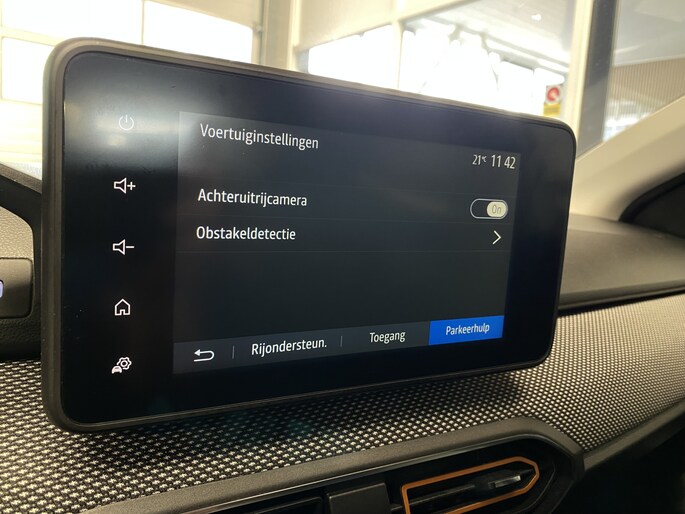 Voertuiginstellingen
21°C 11 42
Achteruitrijcamera
On
Obstakeldetectie
Rijondersteun. Toegang Parkeerhulp